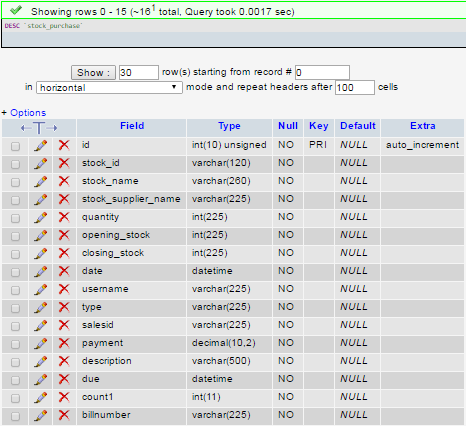 Showing rows 0 - 15 (~16¹ total, Query took 0.0017 sec)
DESC `stock_purchase`
Show : 30 row(s) starting from record # 0
in horizontal mode and repeat headers after 100 cells
+ Options
←T→ Field Type Null Key Default Extra
id int(10) unsigned NO PRI NULL auto_increment
stock_id varchar(120) NO NULL
stock_name varchar(260) NO NULL
stock_supplier_name varchar(225) NO NULL
quantity int(225) NO NULL
opening_stock int(225) NO NULL
closing_stock int(225) NO NULL
date datetime NO NULL
username varchar(225) NO NULL
type varchar(225) NO NULL
salesid varchar(225) NO NULL
payment decimal(10,2) NO NULL
description varchar(500) NO NULL
due datetime NO NULL
count1 int(11) NO NULL
billnumber varchar(225) NO NULL